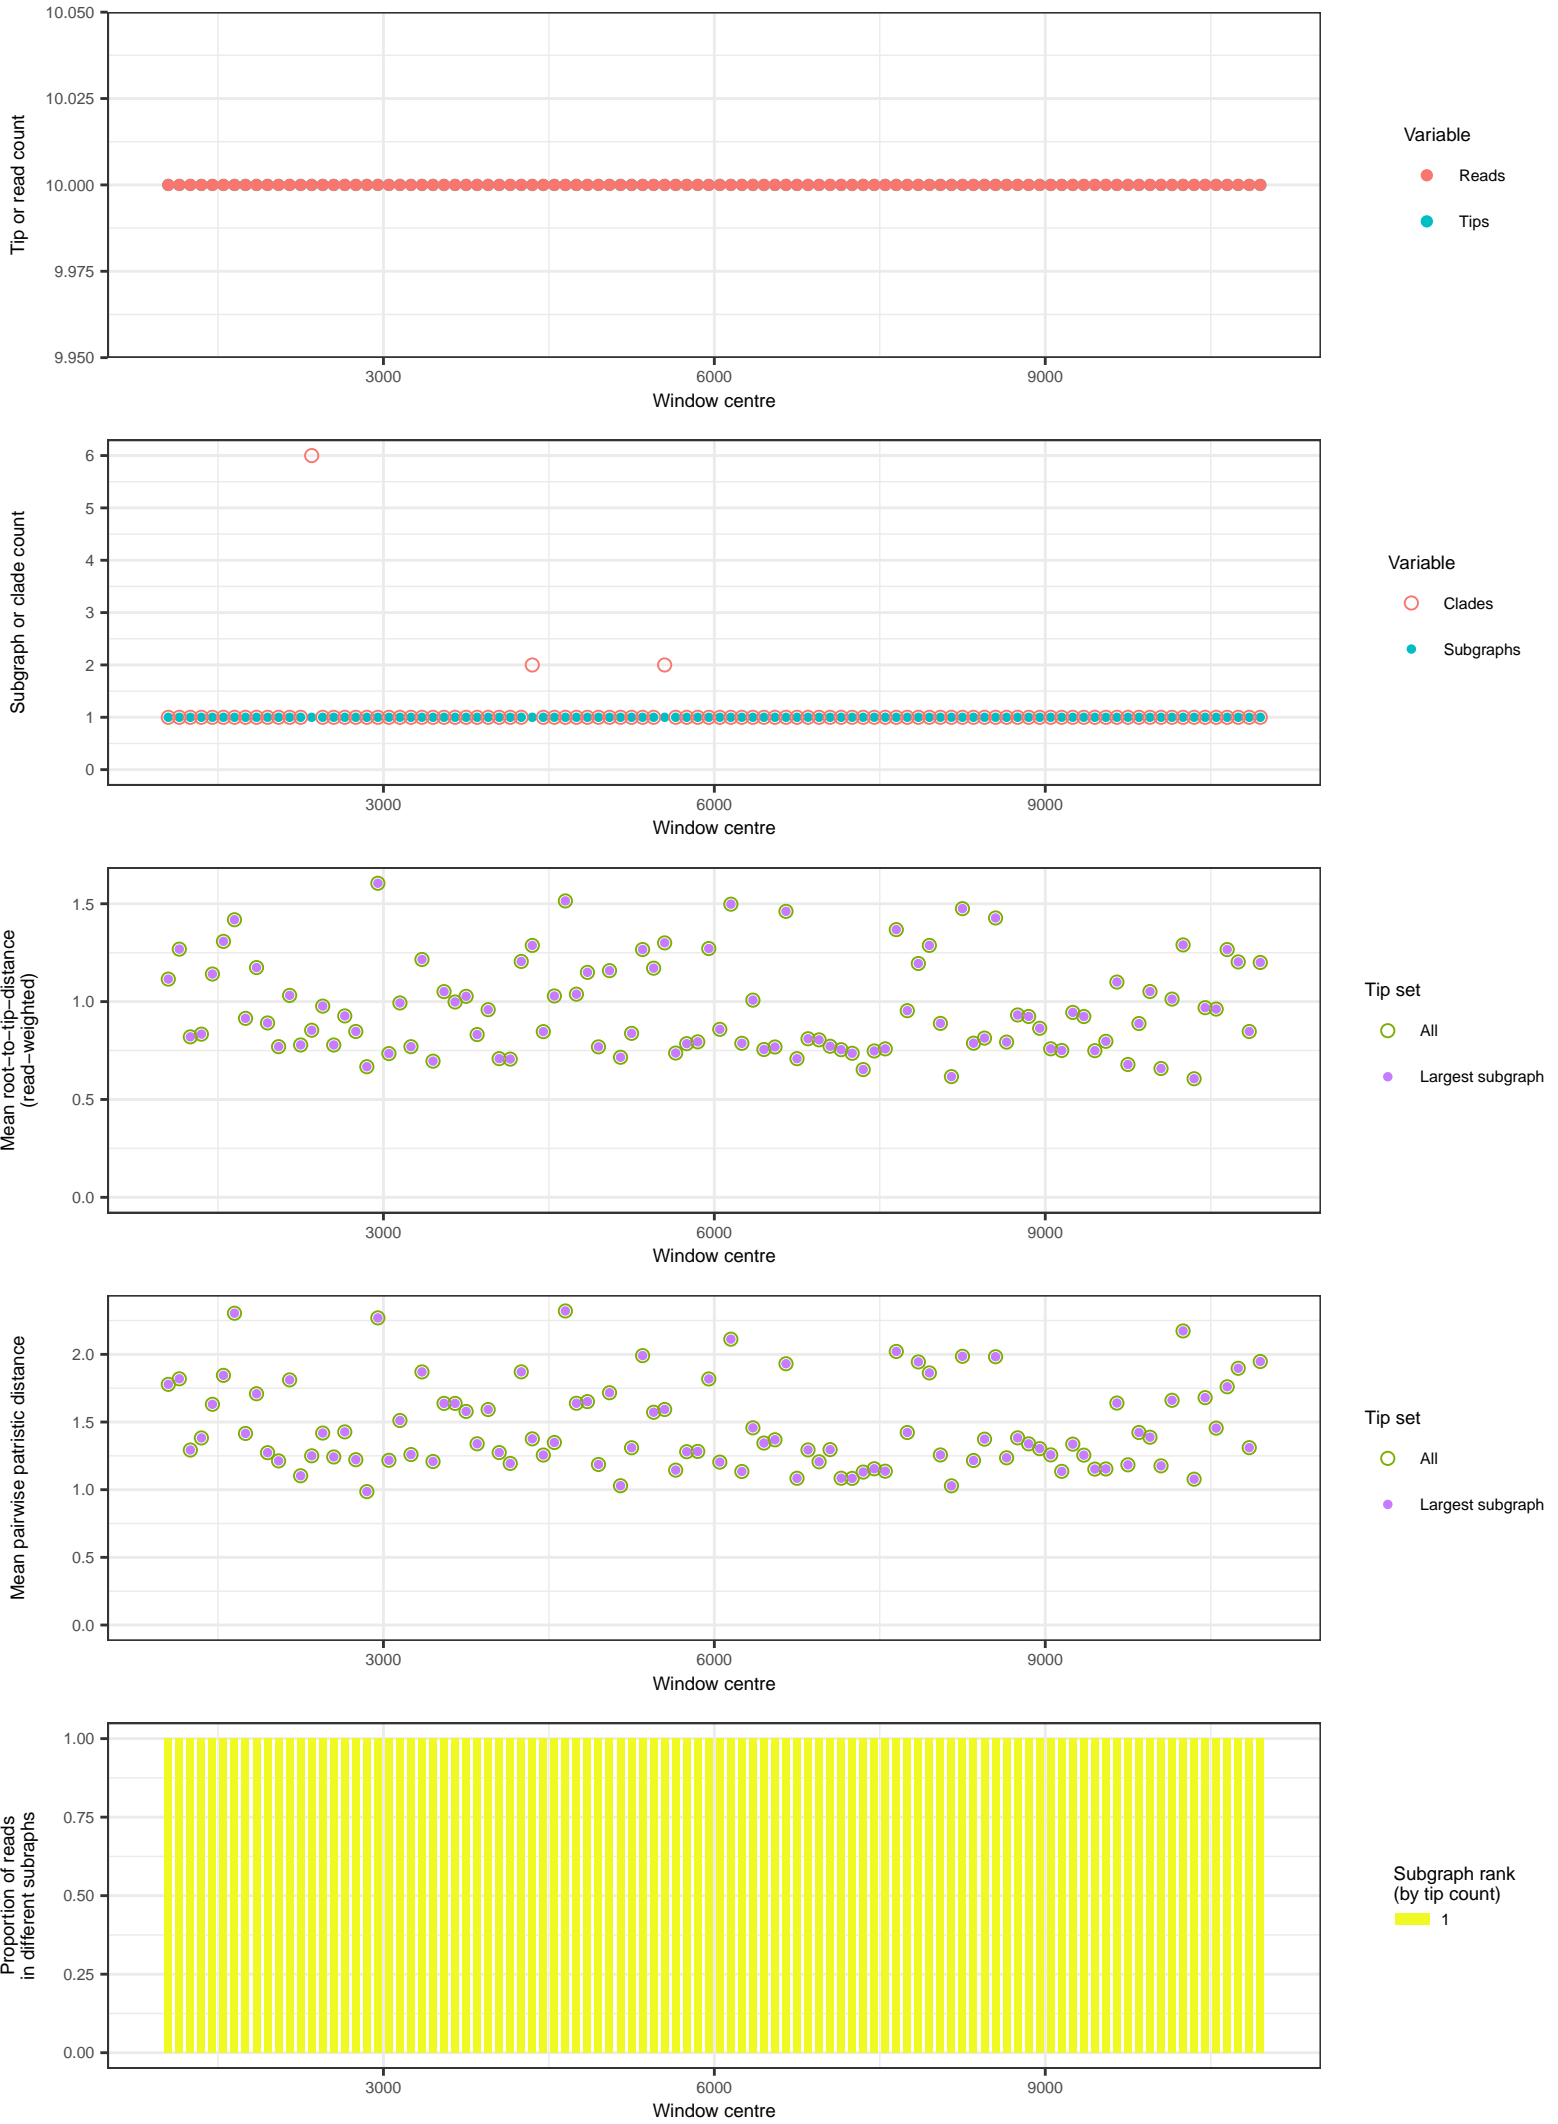 10.050
10.025
10.000
9.975
9.950
Tip or read count
3000
6000
9000
Window centre
Variable
Reads
Tips
6
5
4
3
2
1
0
Subgraph or clade count
3000
6000
9000
Window centre
Variable
Clades
Subgraphs
1.5
1.0
0.5
0.0
Mean root−to−tip−distance
(read−weighted)
3000
6000
9000
Window centre
Tip set
All
Largest subgraph
2.0
1.5
1.0
0.5
0.0
Mean pairwise patristic distance
3000
6000
9000
Window centre
Tip set
All
Largest subgraph
1.00
0.75
0.50
0.25
0.00
Proportion of reads
in different subraphs
3000
6000
9000
Window centre
Subgraph rank
(by tip count)
1